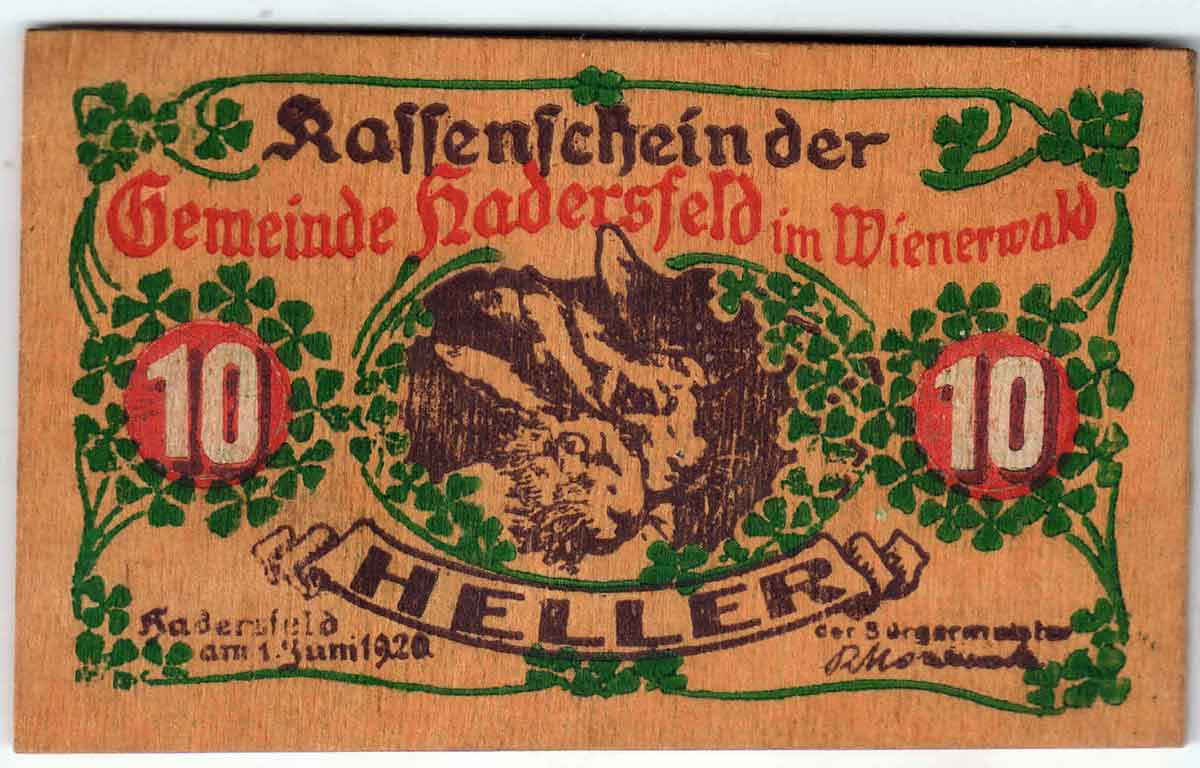 Kassenschein der
Gemeinde Hadersfeld im Wienerwald
10
10
HELLER
Hadersfeld
am 1. Juni 1920
der Bürgermeister